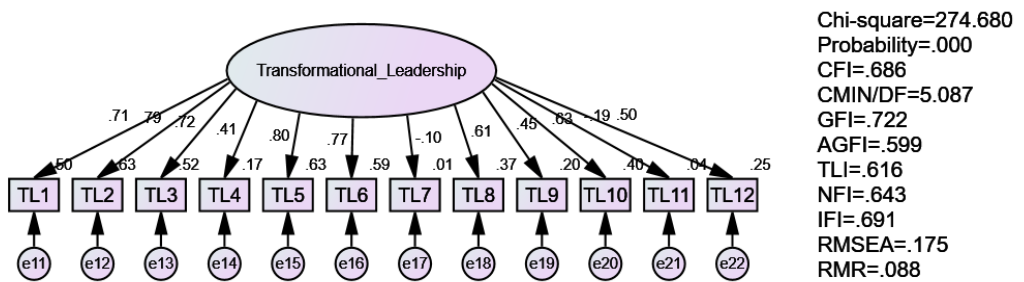 Transformational_Leadership
.71 .79 .72 .41 .80 .77 -.10 .61 .45 .63 -.19 .50
.50 .63 .52 .17 .63 .59 .01 .37 .20 .40 .04 .25
TL1 TL2 TL3 TL4 TL5 TL6 TL7 TL8 TL9 TL10 TL11 TL12
e11 e12 e13 e14 e15 e16 e17 e18 e19 e20 e21 e22
Chi-square=274.680
Probability=.000
CFI=.686
CMIN/DF=5.087
GFI=.722
AGFI=.599
TLI=.616
NFI=.643
IFI=.691
RMSEA=.175
RMR=.088